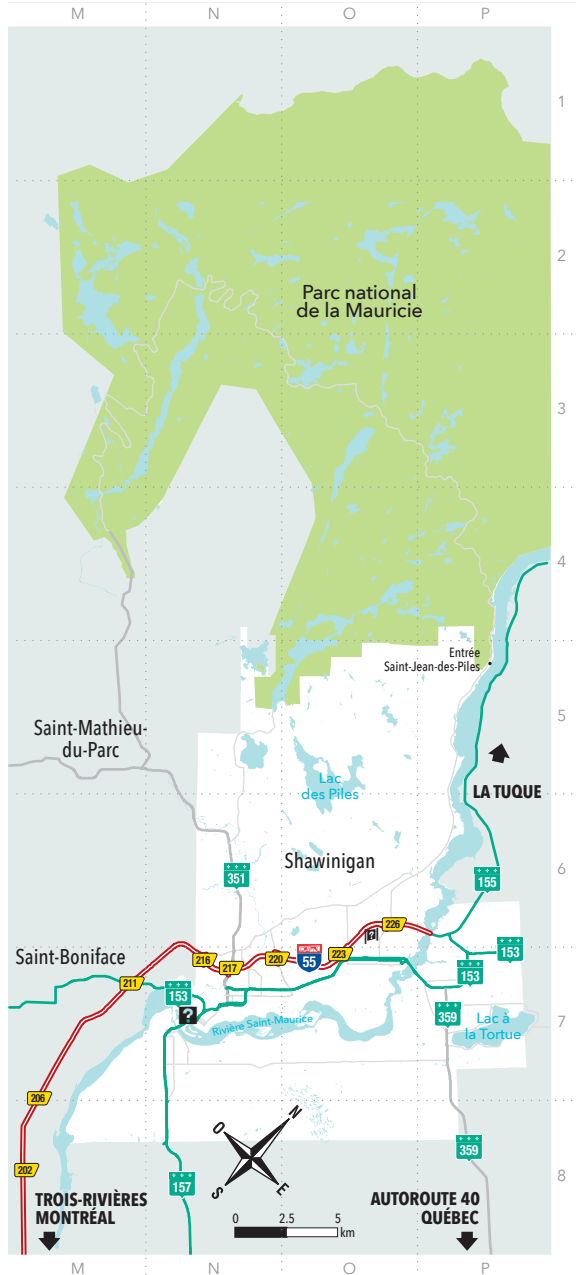 M N O P
1
2
Parc national
de la Mauricie
3
4
Entrée
Saint-Jean-des-Piles
5
Saint-Mathieu-
du-Parc
Lac
des Piles
LA TUQUE
Shawinigan
6
351
155
226
Saint-Boniface
216
217
220
55
223
?
153
211
153
153
?
Rivière Saint-Maurice
359
Lac à
la Tortue
7
206
N
O
S
E
359
8
202
157
TROIS-RIVIÈRES
MONTRÉAL
0 2.5 5
km
AUTOROUTE 40
QUÉBEC
M N O P